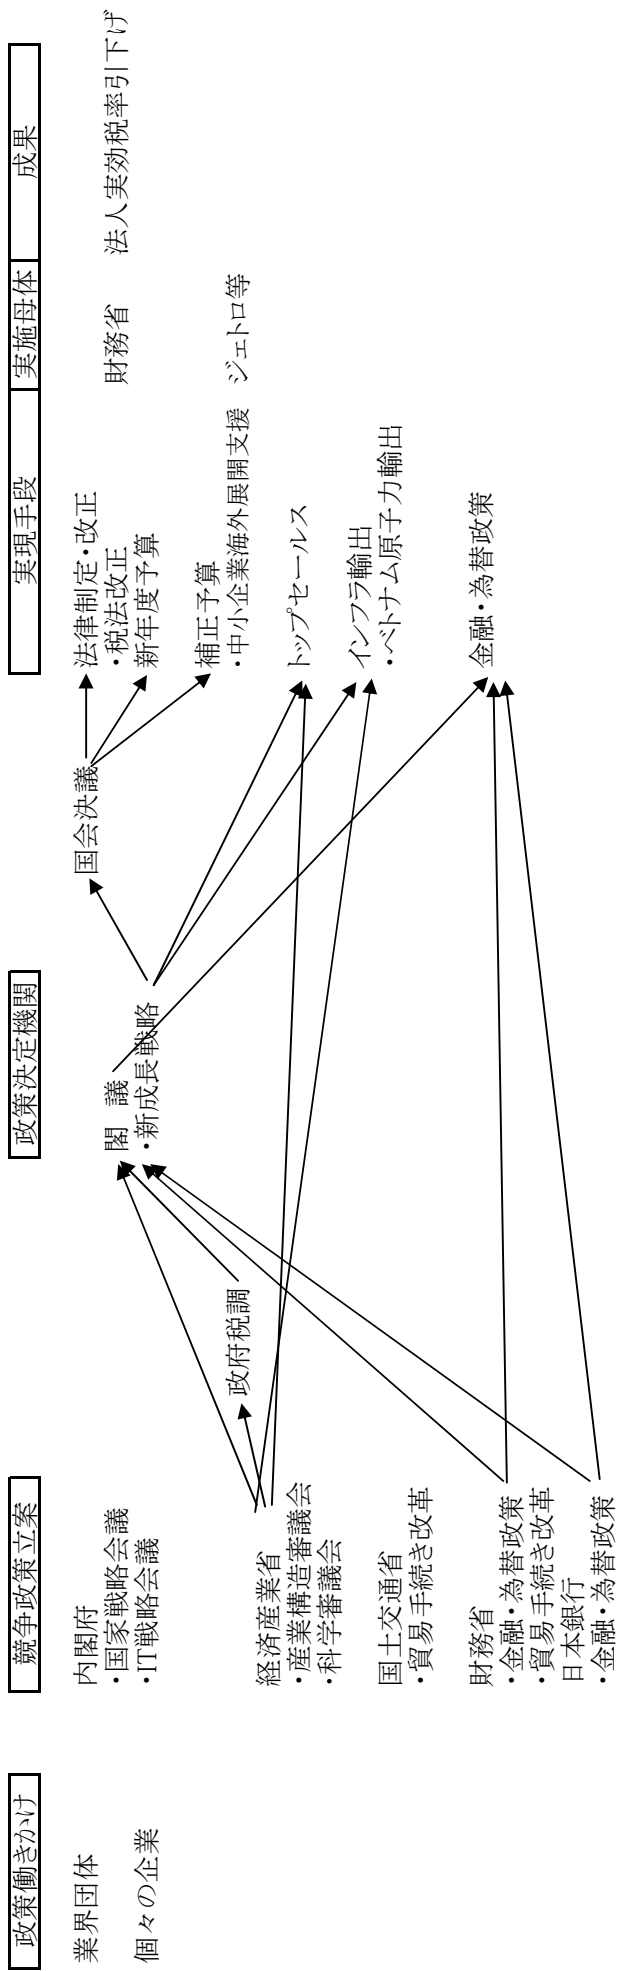 政策働きかけ
競争政策立案
政策決定機関
実現手段
実施母体
成果
業界団体
個々の企業
内閣府
・国家戦略会議
・IT戦略会議
経済産業省
・産業構造審議会
・科学審議会
国土交通省
・貿易手続き改革
財務省
・金融・為替政策
・貿易手続き改革
日本銀行
・金融・為替政策
政府税調
閣　議
・新成長戦略
国会決議
法律制定・改正
・税法改正
新年度予算
補正予算
・中小企業海外展開支援
トップセールス
インフラ輸出
・ベトナム原子力輸出
金融・為替政策
財務省
ジェトロ等
法人実効税率引下げ